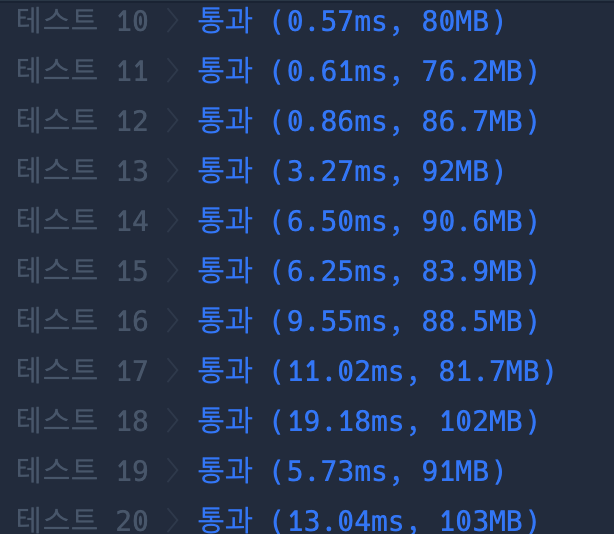 테스트 10 〉 통과 (0.57ms, 80MB)
테스트 11 〉 통과 (0.61ms, 76.2MB)
테스트 12 〉 통과 (0.86ms, 86.7MB)
테스트 13 〉 통과 (3.27ms, 92MB)
테스트 14 〉 통과 (6.50ms, 90.6MB)
테스트 15 〉 통과 (6.25ms, 83.9MB)
테스트 16 〉 통과 (9.55ms, 88.5MB)
테스트 17 〉 통과 (11.02ms, 81.7MB)
테스트 18 〉 통과 (19.18ms, 102MB)
테스트 19 〉 통과 (5.73ms, 91MB)
테스트 20 〉 통과 (13.04ms, 103MB)